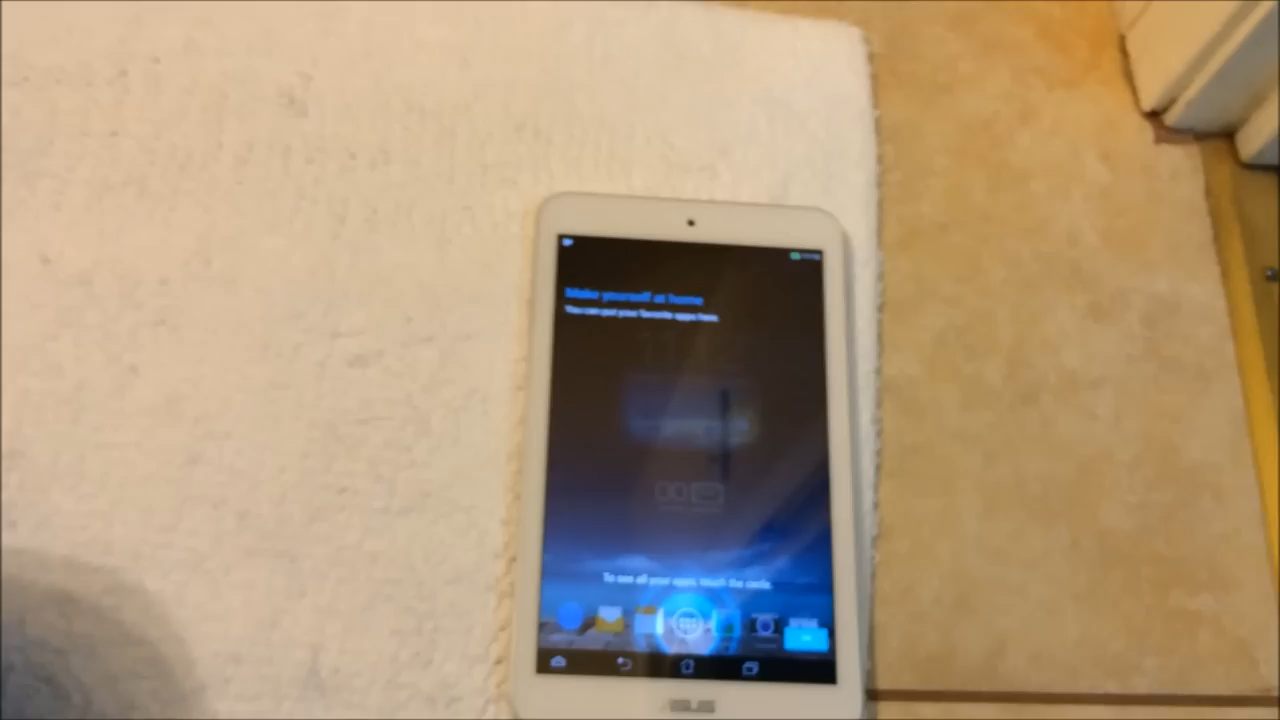 Make yourself at home
You can put your favorite apps here.
To see all your apps, touch the circle.